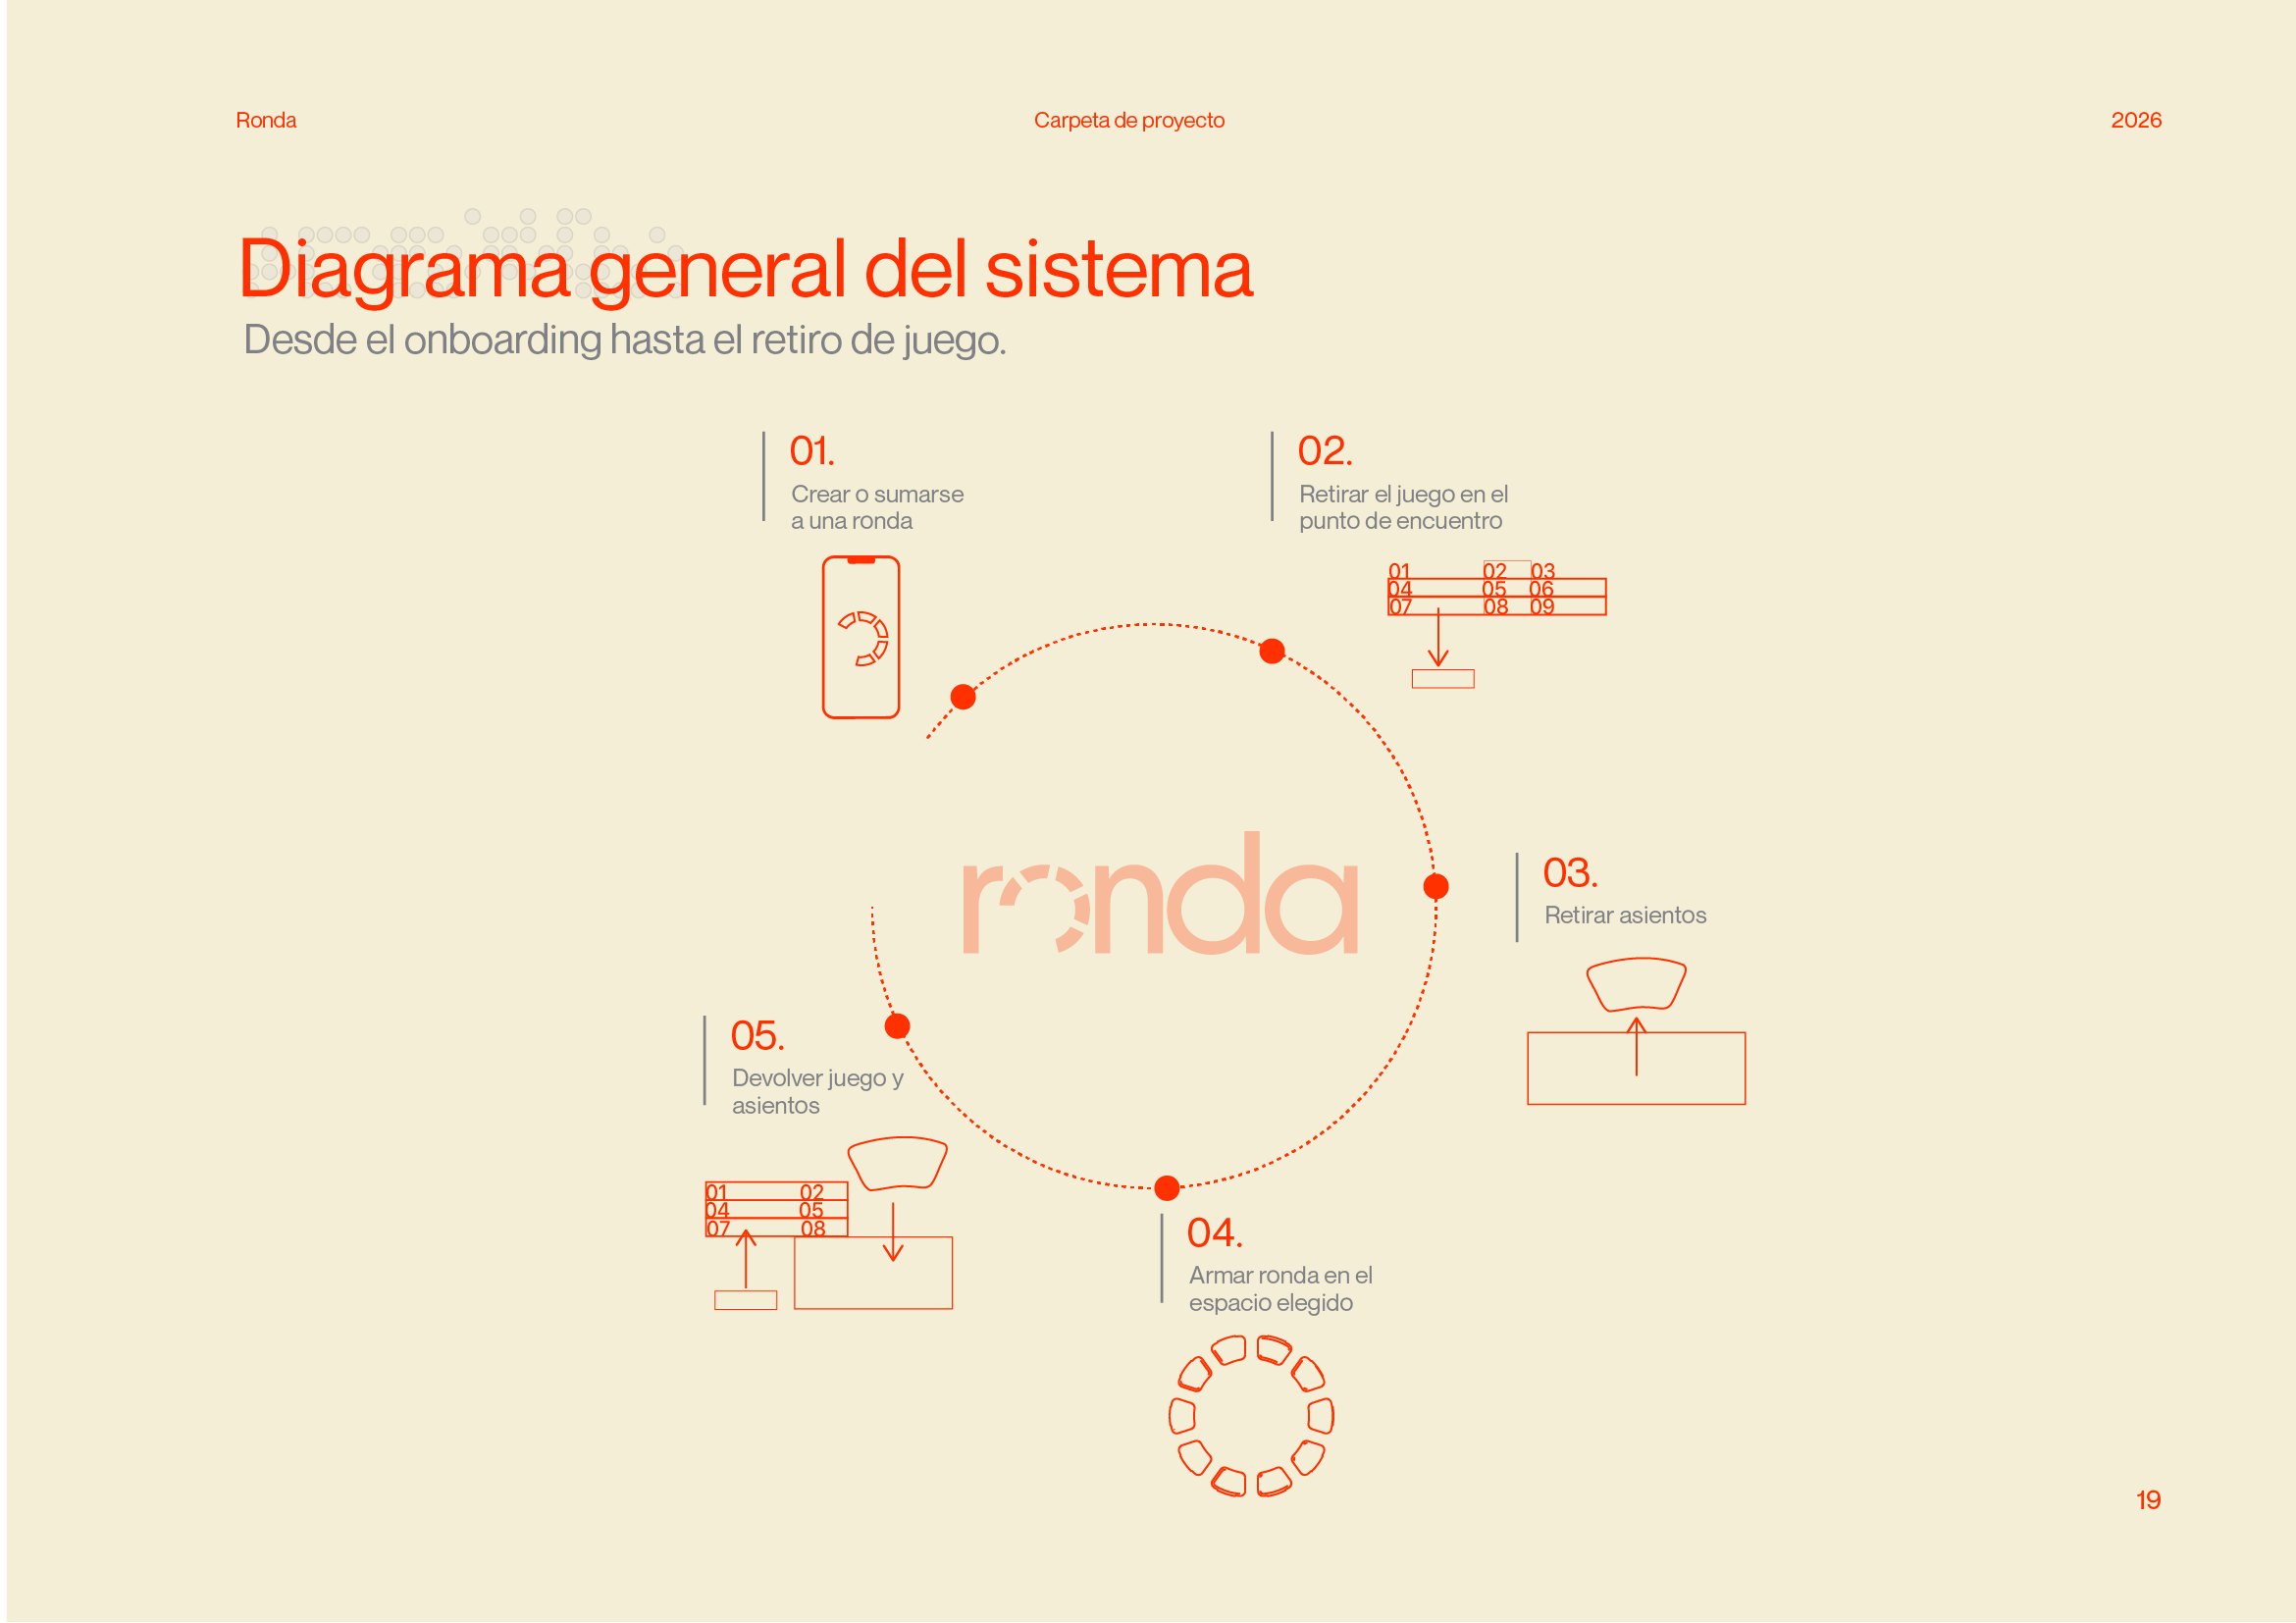 Ronda
Carpeta de proyecto
2026
Diagrama general del sistema
Desde el onboarding hasta el retiro de juego.
01.
Crear o sumarse
a una ronda
02.
Retirar el juego en el
punto de encuentro
01 02 03
04 05 06
07 08 09
ronda
03.
Retirar asientos
05.
Devolver juego y
asientos
01 02
04 05
07 08
04.
Armar ronda en el
espacio elegido
19